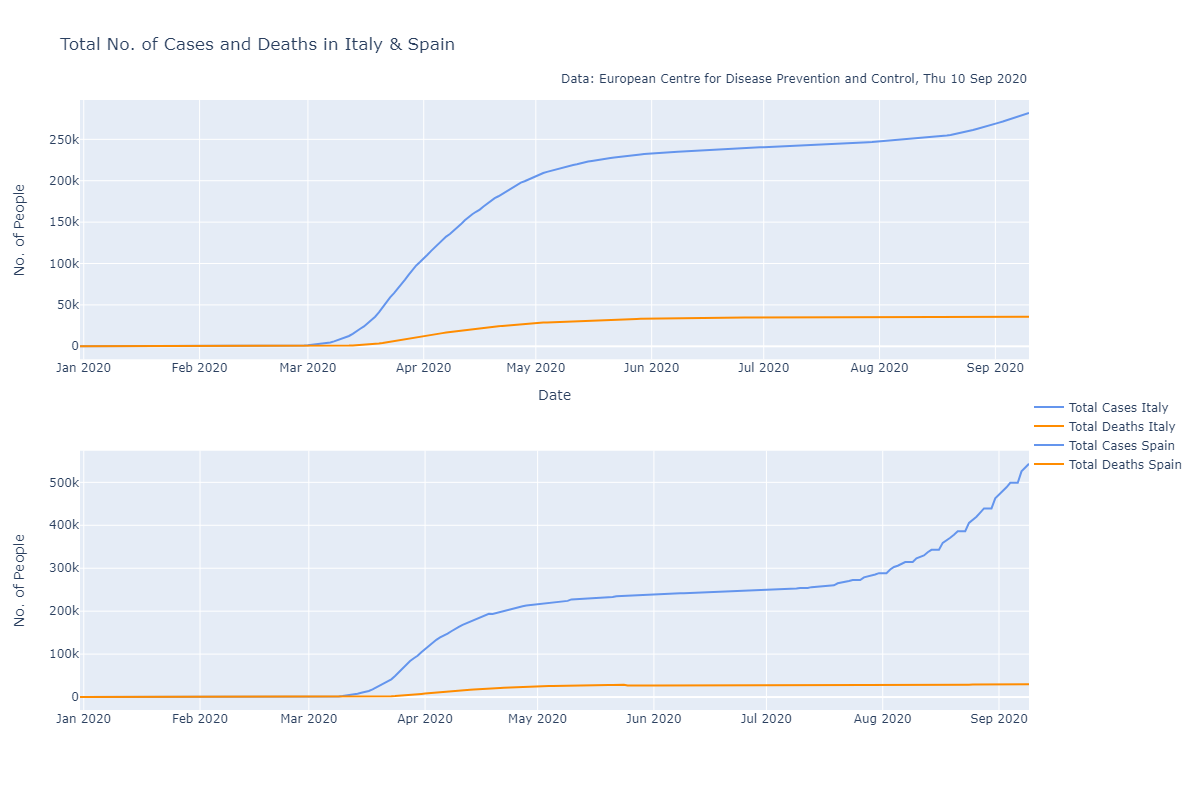 Total No. of Cases and Deaths in Italy & Spain
Data: European Centre for Disease Prevention and Control, Thu 10 Sep 2020
No. of People
250k
200k
150k
100k
50k
0
Jan 2020 Feb 2020 Mar 2020 Apr 2020 May 2020 Jun 2020 Jul 2020 Aug 2020 Sep 2020
Date
Total Cases Italy
Total Deaths Italy
Total Cases Spain
Total Deaths Spain
No. of People
500k
400k
300k
200k
100k
0
Jan 2020 Feb 2020 Mar 2020 Apr 2020 May 2020 Jun 2020 Jul 2020 Aug 2020 Sep 2020